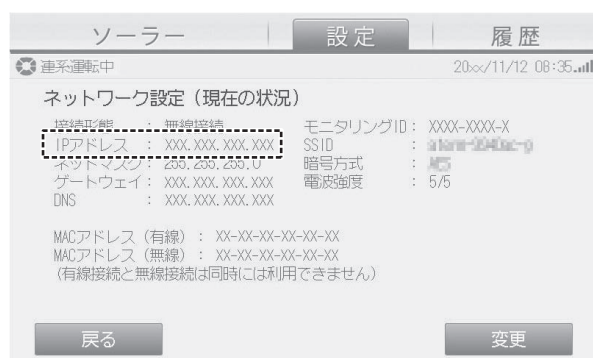 ソーラー 設定 履歴
連系運転中 20xx/11/12 08:35
ネットワーク設定（現在の状況）
接続形態 : 無線接続 モニタリングID: XXXX-XXXX-X
IPアドレス : XXX.XXX.XXX.XXX SSID :
ネットマスク: 255.255.255.0 暗号方式 :
ゲートウェイ: XXX.XXX.XXX.XXX 電波強度 : 5/5
DNS : XXX.XXX.XXX.XXX
MACアドレス（有線）: XX-XX-XX-XX-XX-XX
MACアドレス（無線）: XX-XX-XX-XX-XX-XX
(有線接続と無線接続は同時には利用できません)
戻る 変更